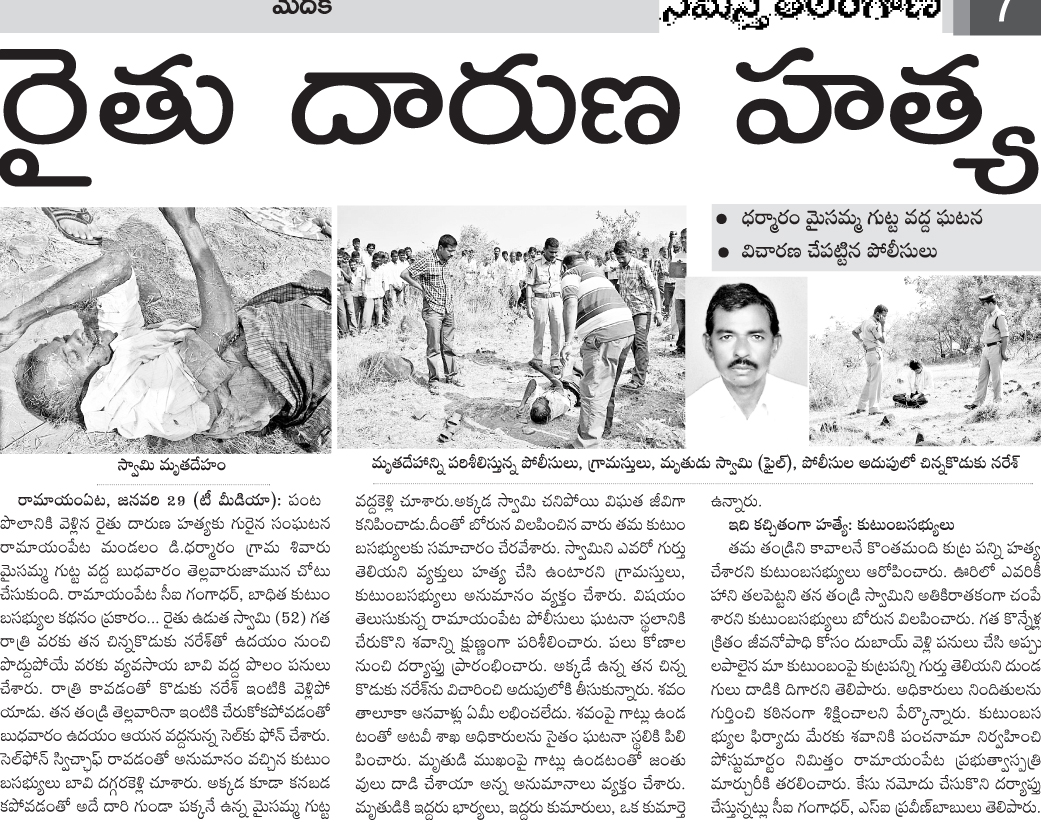 మెదక్
నమస్తే తెలంగాణ
7
రైతు దారుణ హత్య
● ధర్మారం మైసమ్మ గుట్ట వద్ద ఘటన
● విచారణ చేపట్టిన పోలీసులు
స్వామి మృతదేహం
మృతదేహాన్ని పరిశీలిస్తున్న పోలీసులు, గ్రామస్తులు, మృతుడు స్వామి (ఫైల్), పోలీసుల అదుపులో చిన్నకొడుకు నరేశ్
రామాయంపేట, జనవరి 29 (టీ మీడియా): పంట
పొలానికి వెళ్లిన రైతు దారుణ హత్యకు గురైన సంఘటన
రామాయంపేట మండలం డి.ధర్మారం గ్రామ శివారు
మైసమ్మ గుట్ట వద్ద బుధవారం తెల్లవారుజామున చోటు
చేసుకుంది. రామాయంపేట సీఐ గంగాధర్, బాధిత కుటుం
బసభ్యుల కథనం ప్రకారం... రైతు ఉడుత స్వామి (52) గత
రాత్రి వరకు తన చిన్నకొడుకు నరేశ్‌తో ఉదయం నుంచి
పొద్దుపోయే వరకు వ్యవసాయ బావి వద్ద పొలం పనులు
చేశారు. రాత్రి కావడంతో కొడుకు నరేశ్ ఇంటికి వెళ్లిపో
యాడు. తన తండ్రి తెల్లవారినా ఇంటికి చేరుకోకపోవడంతో
బుధవారం ఉదయం ఆయన వద్దనున్న సెల్‌కు ఫోన్ చేశారు.
సెల్‌ఫోన్ స్విచ్ఛాఫ్ రావడంతో అనుమానం వచ్చిన కుటుం
బసభ్యులు బావి దగ్గరకెళ్లి చూశారు. అక్కడ కూడా కనబడ
కపోవడంతో అదే దారి గుండా పక్కనే ఉన్న మైసమ్మ గుట్ట
వద్దకెళ్లి చూశారు.అక్కడ స్వామి చనిపోయి విఘత జీవిగా
కనిపించాడు.దీంతో బోరున విలపించిన వారు తమ కుటుం
బసభ్యులకు సమాచారం చేరవేశారు. స్వామిని ఎవరో గుర్తు
తెలియని వ్యక్తులు హత్య చేసి ఉంటారని గ్రామస్తులు,
కుటుంబసభ్యులు అనుమానం వ్యక్తం చేశారు. విషయం
తెలుసుకున్న రామాయంపేట పోలీసులు ఘటనా స్థలానికి
చేరుకొని శవాన్ని క్షుణ్ణంగా పరిశీలించారు. పలు కోణాల
నుంచి దర్యాప్తు ప్రారంభించారు. అక్కడే ఉన్న తన చిన్న
కొడుకు నరేశ్‌ను విచారించి అదుపులోకి తీసుకున్నారు. శవం
తాలూకా ఆనవాళ్లు ఏమీ లభించలేదు. శవంపై గాట్లు ఉండ
టంతో అటవీ శాఖ అధికారులను సైతం ఘటనా స్థలికి పిలి
పించారు. మృతుడి ముఖంపై గాట్లు ఉండటంతో జంతు
వులు దాడి చేశాయా అన్న అనుమానాలు వ్యక్తం చేశారు.
మృతుడికి ఇద్దరు భార్యలు, ఇద్దరు కుమారులు, ఒక కుమార్తె
ఉన్నారు.
ఇది కచ్చితంగా హత్యే: కుటుంబసభ్యులు
తమ తండ్రిని కావాలనే కొంతమంది కుట్ర పన్ని హత్య
చేశారని కుటుంబసభ్యులు ఆరోపించారు. ఊరిలో ఎవరికీ
హాని తలపెట్టని తన తండ్రి స్వామిని అతికిరాతకంగా చంపే
శారని కుటుంబసభ్యులు బోరున విలపించారు. గత కొన్నేళ్ల
క్రితం జీవనోపాధి కోసం దుబాయ్ వెళ్లి పనులు చేసి అప్పు
లపాలైన మా కుటుంబంపై కుట్రపన్ని గుర్తు తెలియని దుండ
గులు దాడికి దిగారని తెలిపారు. అధికారులు నిందితులను
గుర్తించి కఠినంగా శిక్షించాలని పేర్కొన్నారు. కుటుంబస
భ్యుల ఫిర్యాదు మేరకు శవానికి పంచనామా నిర్వహించి
పోస్టుమార్టం నిమిత్తం రామాయంపేట ప్రభుత్వాస్పత్రి
మార్చురీకి తరలించారు. కేసు నమోదు చేసుకొని దర్యాప్తు
చేస్తున్నట్లు సీఐ గంగాధర్, ఎస్ఐ ప్రవీణ్‌బాబులు తెలిపారు.